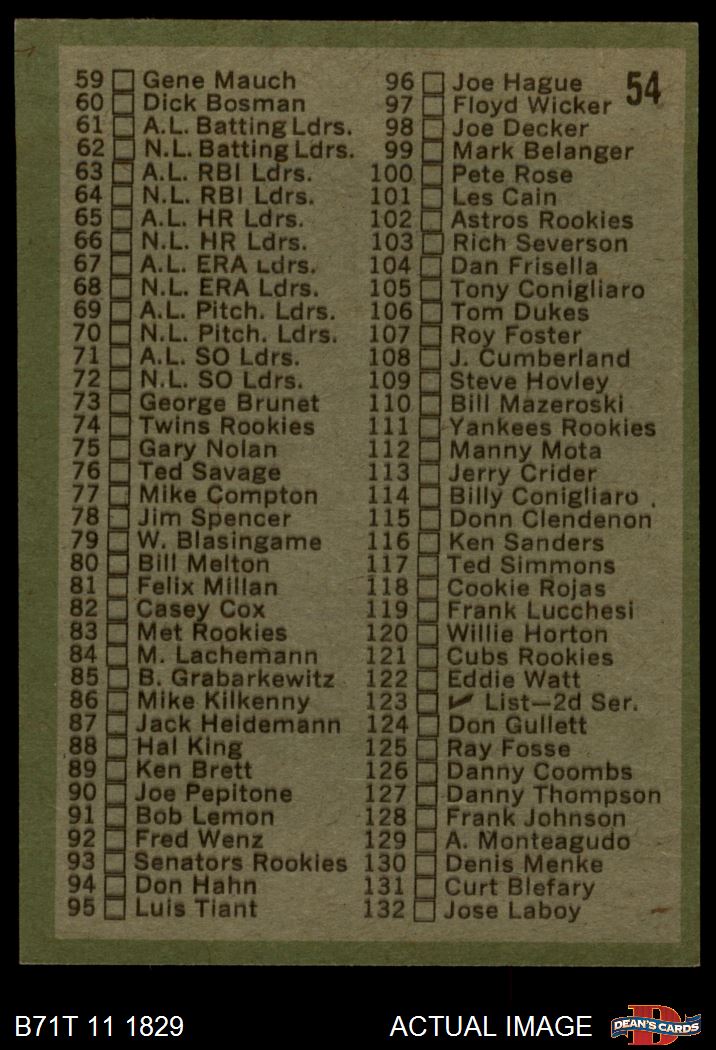 54
59 Gene Mauch
60 Dick Bosman
61 A.L. Batting Ldrs.
62 N.L. Batting Ldrs.
63 A.L. RBI Ldrs.
64 N.L. RBI Ldrs.
65 A.L. HR Ldrs.
66 N.L. HR Ldrs.
67 A.L. ERA Ldrs.
68 N.L. ERA Ldrs.
69 A.L. Pitch. Ldrs.
70 N.L. Pitch. Ldrs.
71 A.L. SO Ldrs.
72 N.L. SO Ldrs.
73 George Brunet
74 Twins Rookies
75 Gary Nolan
76 Ted Savage
77 Mike Compton
78 Jim Spencer
79 W. Blasingame
80 Bill Melton
81 Felix Millan
82 Casey Cox
83 Met Rookies
84 M. Lachemann
85 B. Grabarkewitz
86 Mike Kilkenny
87 Jack Heidemann
88 Hal King
89 Ken Brett
90 Joe Pepitone
91 Bob Lemon
92 Fred Wenz
93 Senators Rookies
94 Don Hahn
95 Luis Tiant
96 Joe Hague
97 Floyd Wicker
98 Joe Decker
99 Mark Belanger
100 Pete Rose
101 Les Cain
102 Astros Rookies
103 Rich Severson
104 Dan Frisella
105 Tony Conigliaro
106 Tom Dukes
107 Roy Foster
108 J. Cumberland
109 Steve Hovley
110 Bill Mazeroski
111 Yankees Rookies
112 Manny Mota
113 Jerry Crider
114 Billy Conigliaro
115 Donn Clendenon
116 Ken Sanders
117 Ted Simmons
118 Cookie Rojas
119 Frank Lucchesi
120 Willie Horton
121 Cubs Rookies
122 Eddie Watt
123 ✔ List—2d Ser.
124 Don Gullett
125 Ray Fosse
126 Danny Coombs
127 Danny Thompson
128 Frank Johnson
129 A. Monteagudo
130 Denis Menke
131 Curt Blefary
132 Jose Laboy
B71T 11 1829
ACTUAL IMAGE
D
DEAN'S CARDS